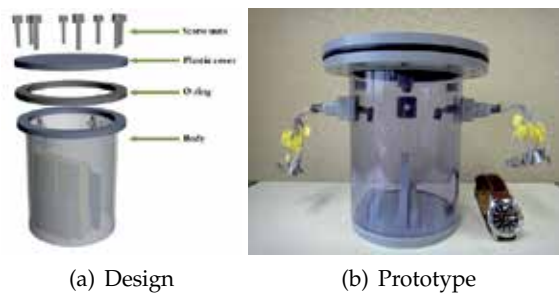 Screw nuts
Plastic cover
O-ring
Body
(a) Design
(b) Prototype